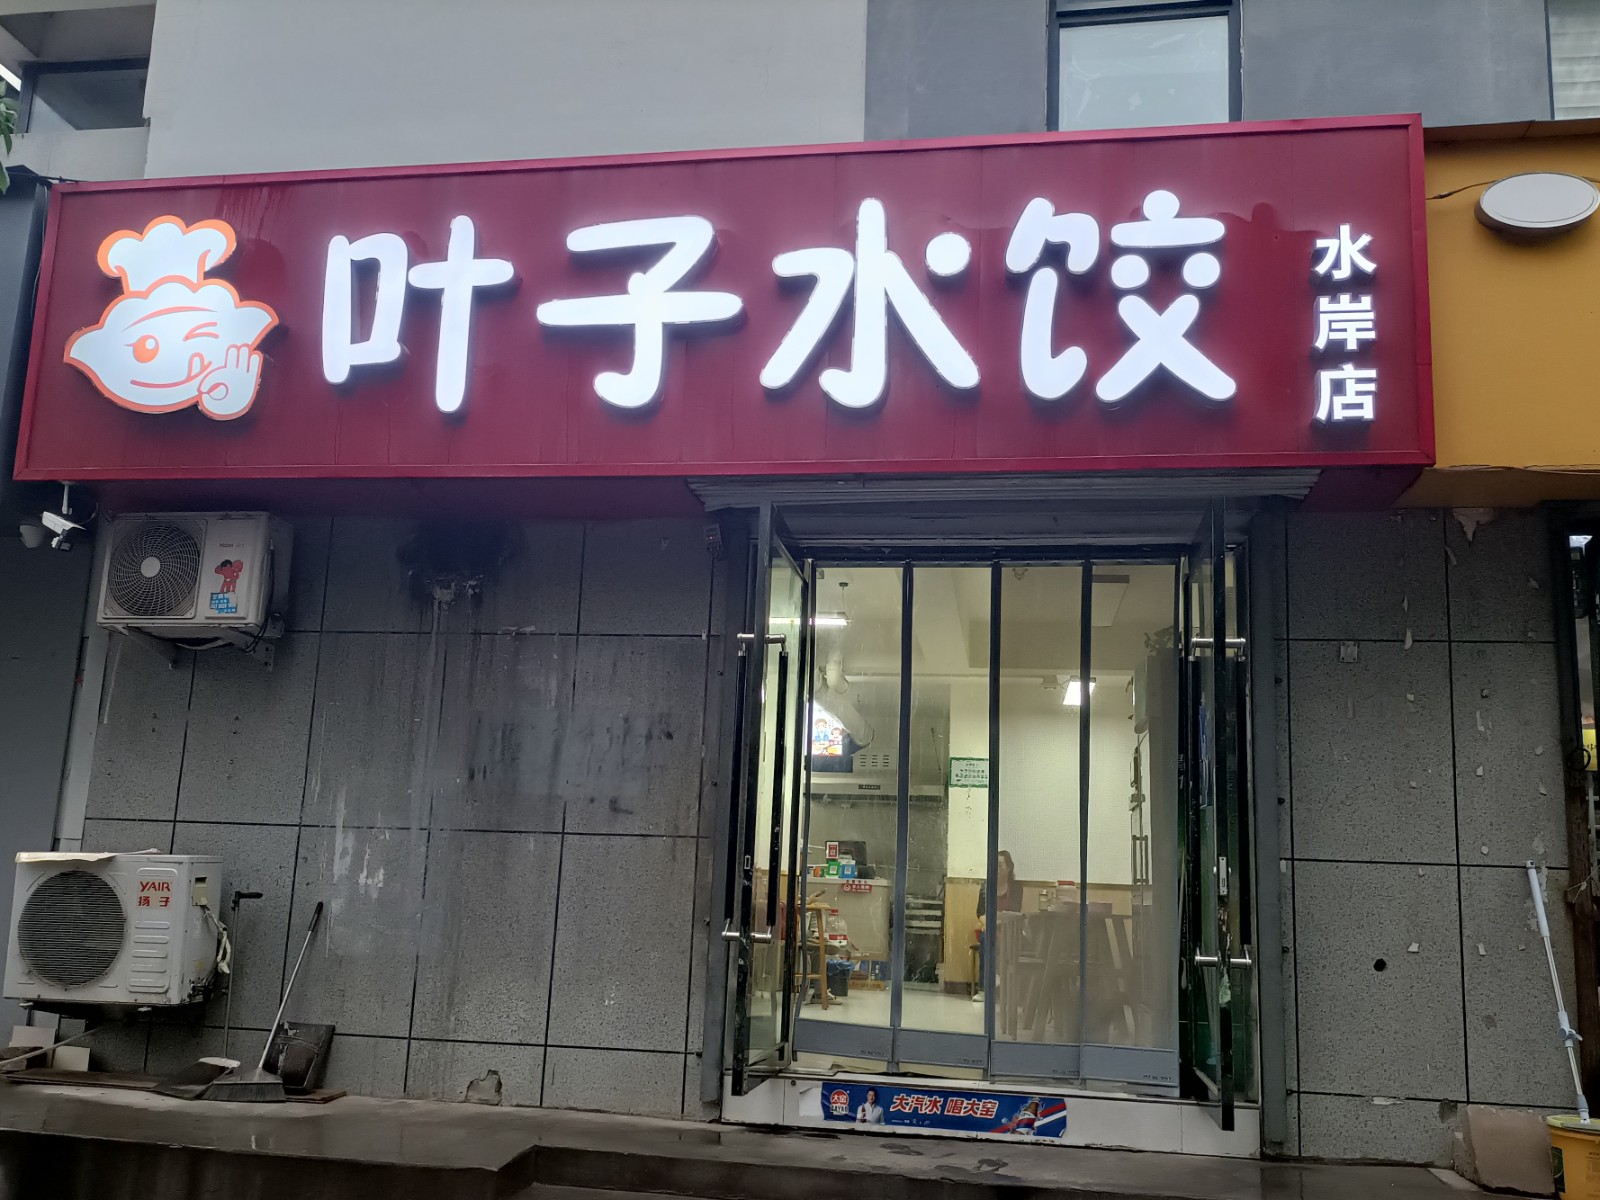 叶子水饺
水岸店
YAIR
扬子
大窑
大汽水 喝大窑